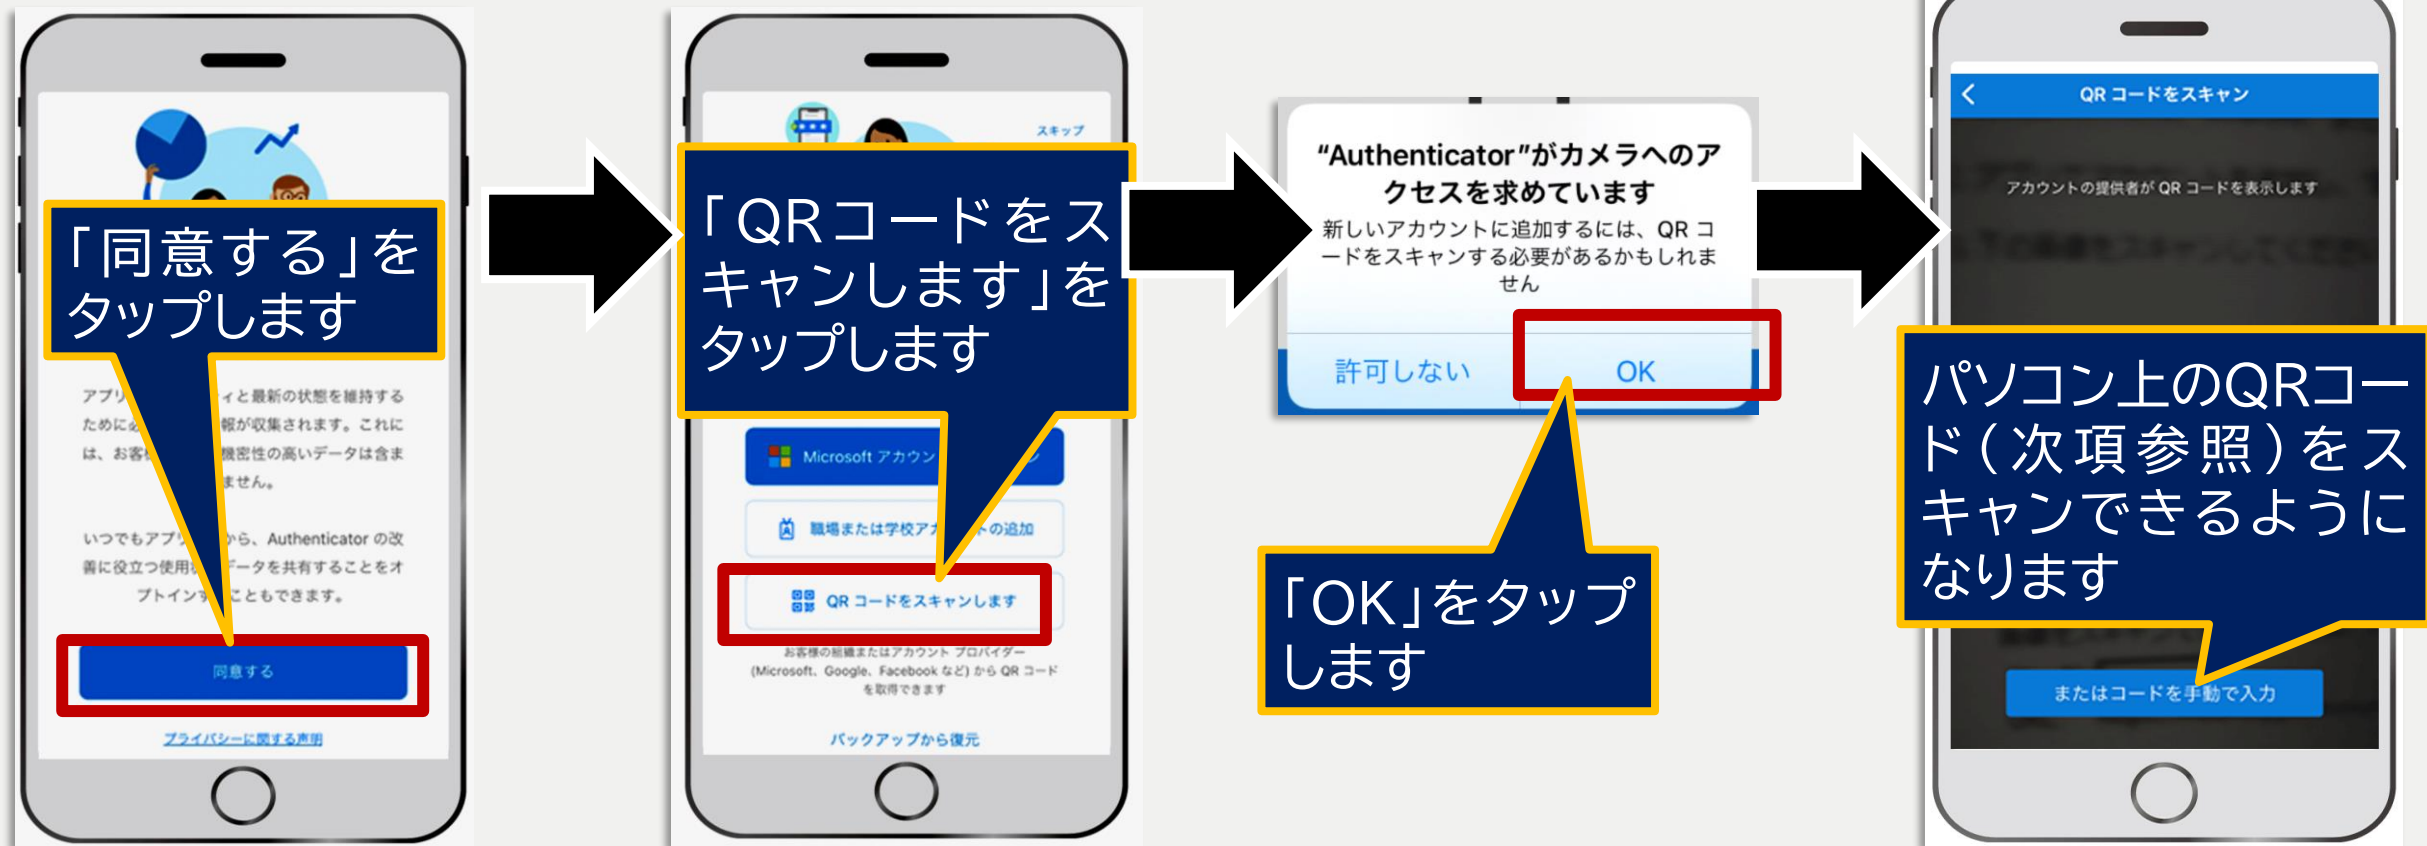 「同意する」を
タップします
アプリ
ィと最新の状態を維持する
ために
報が収集されます。これに
は、お客
機密性の高いデータは含ま
ません。
いつでもアプ
から、Authenticator の改
善に役立つ使用
データを共有することをオ
プトイン
こともできます。
同意する
プライバシーに関する声明
スキップ
「QRコードをス
キャンします」を
タップします
Microsoft アカウン
職場または学校ア
トの追加
QR コードをスキャンします
お客様の組織またはアカウント プロバイダー
(Microsoft、Google、Facebook など) から QR コード
を取得できます
バックアップから復元
“Authenticator”がカメラへのア
クセスを求めています
新しいアカウントに追加するには、QR コ
ードをスキャンする必要があるかもしれま
せん
許可しない
OK
「OK」をタップ
します
QR コードをスキャン
アカウントの提供者が QR コードを表示します
パソコン上のQRコー
ド(次項参照)をス
キャンできるように
なります
またはコードを手動で入力